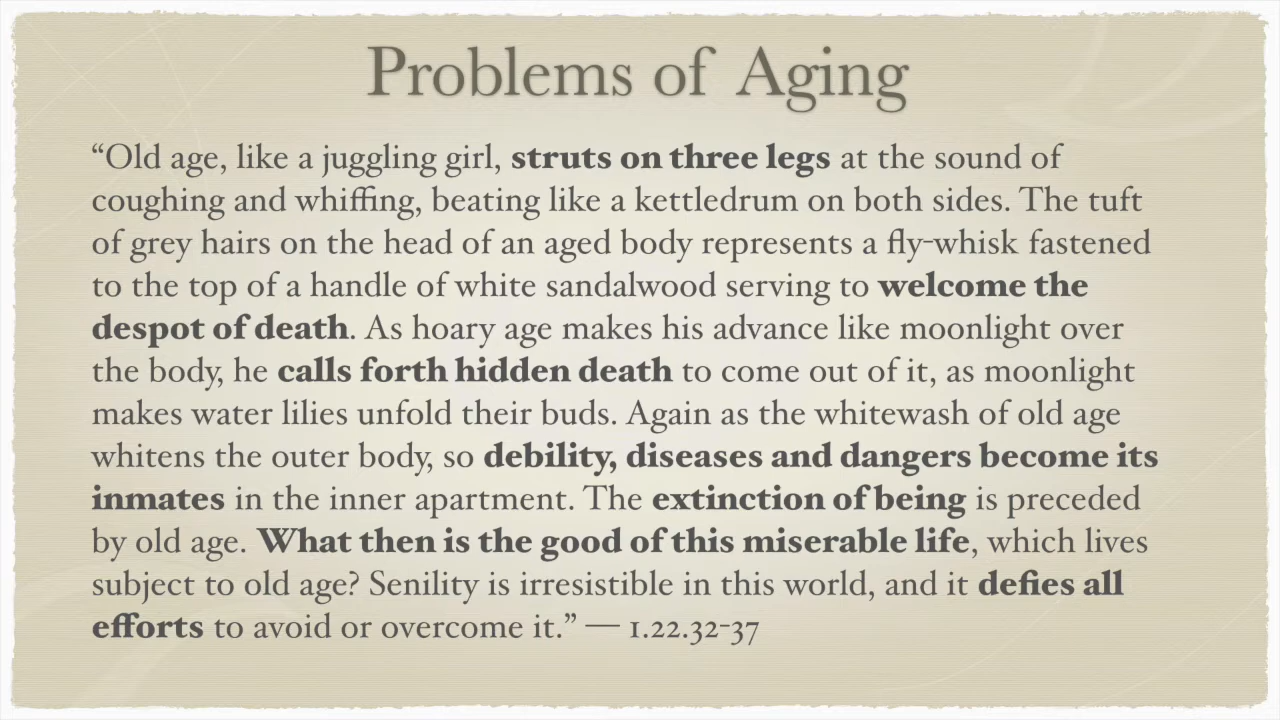 Problems of Aging
“Old age, like a juggling girl, struts on three legs at the sound of
coughing and whiffing, beating like a kettledrum on both sides. The tuft
of grey hairs on the head of an aged body represents a fly-whisk fastened
to the top of a handle of white sandalwood serving to welcome the
despot of death. As hoary age makes his advance like moonlight over
the body, he calls forth hidden death to come out of it, as moonlight
makes water lilies unfold their buds. Again as the whitewash of old age
whitens the outer body, so debility, diseases and dangers become its
inmates in the inner apartment. The extinction of being is preceded
by old age. What then is the good of this miserable life, which lives
subject to old age? Senility is irresistible in this world, and it defies all
efforts to avoid or overcome it.” — 1.22.32-37